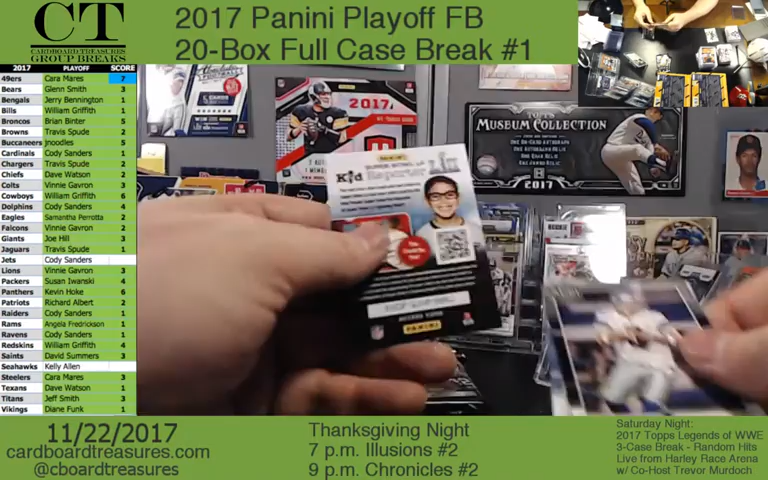 CT
CARDBOARD TREASURES
GROUP BREAKS
2017 Panini Playoff FB
20-Box Full Case Break #1
2017 PLAYOFF SCORE
49ers Cara Mares 7
Bears Glenn Smith 3
Bengals Jerry Bennington 1
Bills William Griffith 1
Broncos Brian Binter 5
Browns Travis Spude 2
Buccaneers Jnoodles 5
Cardinals Cody Sanders 1
Chargers Travis Spude 2
Chiefs Dave Watson 2
Colts Vinnie Gavron 3
Cowboys William Griffith 6
Dolphins Cody Sanders 4
Eagles Samantha Perrotta 2
Falcons Vinnie Gavron 2
Giants Joe Hill 3
Jaguars Travis Spude 1
Jets Cody Sanders
Lions Vinnie Gavron 3
Packers Susan Iwanski 4
Panthers Kevin Hoke 6
Patriots Richard Albert 2
Raiders Cody Sanders 1
Rams Angela Fredrickson 1
Ravens Cody Sanders 1
Redskins William Griffith 4
Saints David Summers 3
Seahawks Kelly Allen
Steelers Cara Mares 3
Texans Dave Watson 1
Titans Jeff Smith 3
Vikings Diane Funk 1
2017
TOPPS
MUSEUM COLLECTION
2017
Kid
LII
PANINI
11/22/2017
cardboardtreasures.com
@cboardtreasures
Thanksgiving Night
7 p.m. Illusions #2
9 p.m. Chronicles #2
Saturday Night:
2017 Topps Legends of WWE
3-Case Break - Random Hits
Live from Harley Race Arena
w/ Co-Host Trevor Murdoch